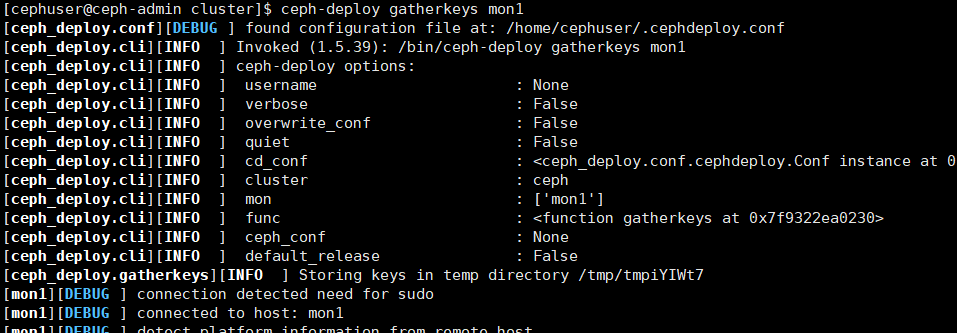 [cephuser@ceph-admin cluster]$ ceph-deploy gatherkeys mon1
[ceph_deploy.conf][DEBUG ] found configuration file at: /home/cephuser/.cephdeploy.conf
[ceph_deploy.cli][INFO  ] Invoked (1.5.39): /bin/ceph-deploy gatherkeys mon1
[ceph_deploy.cli][INFO  ] ceph-deploy options:
[ceph_deploy.cli][INFO  ]  username                      : None
[ceph_deploy.cli][INFO  ]  verbose                       : False
[ceph_deploy.cli][INFO  ]  overwrite_conf                : False
[ceph_deploy.cli][INFO  ]  quiet                         : False
[ceph_deploy.cli][INFO  ]  cd_conf                       : <ceph_deploy.conf.cephdeploy.Conf instance at 0
[ceph_deploy.cli][INFO  ]  cluster                       : ceph
[ceph_deploy.cli][INFO  ]  mon                           : ['mon1']
[ceph_deploy.cli][INFO  ]  func                          : <function gatherkeys at 0x7f9322ea0230>
[ceph_deploy.cli][INFO  ]  ceph_conf                     : None
[ceph_deploy.cli][INFO  ]  default_release               : False
[ceph_deploy.gatherkeys][INFO  ] Storing keys in temp directory /tmp/tmpiYIWt7
[mon1][DEBUG ] connection detected need for sudo
[mon1][DEBUG ] connected to host: mon1
[mon1][DEBUG ] detect platform information from remote host